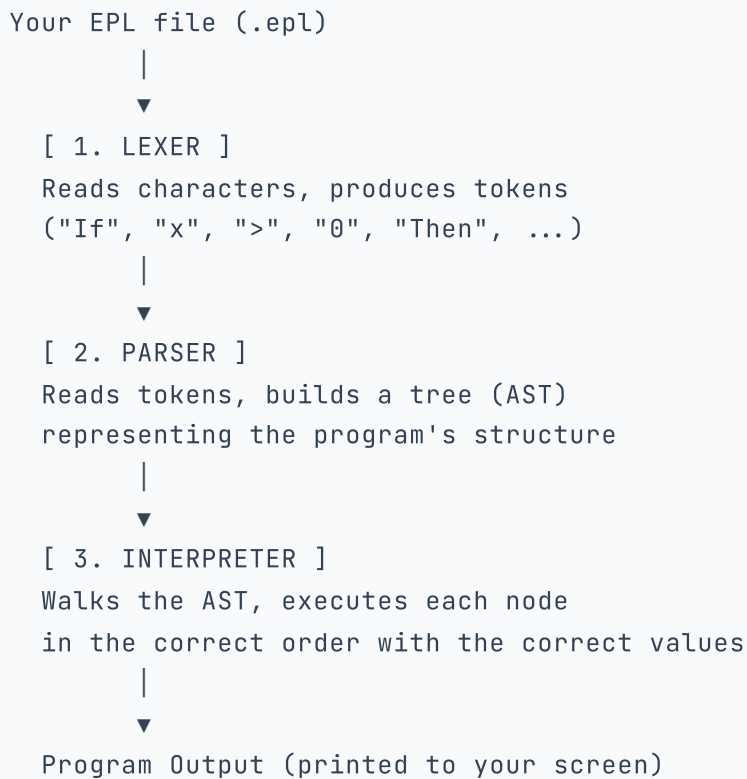 Your EPL file (.epl)
│
▼
[ 1. LEXER ]
Reads characters, produces tokens
("If", "x", ">", "0", "Then", ...)
│
▼
[ 2. PARSER ]
Reads tokens, builds a tree (AST)
representing the program's structure
│
▼
[ 3. INTERPRETER ]
Walks the AST, executes each node
in the correct order with the correct values
│
▼
Program Output (printed to your screen)